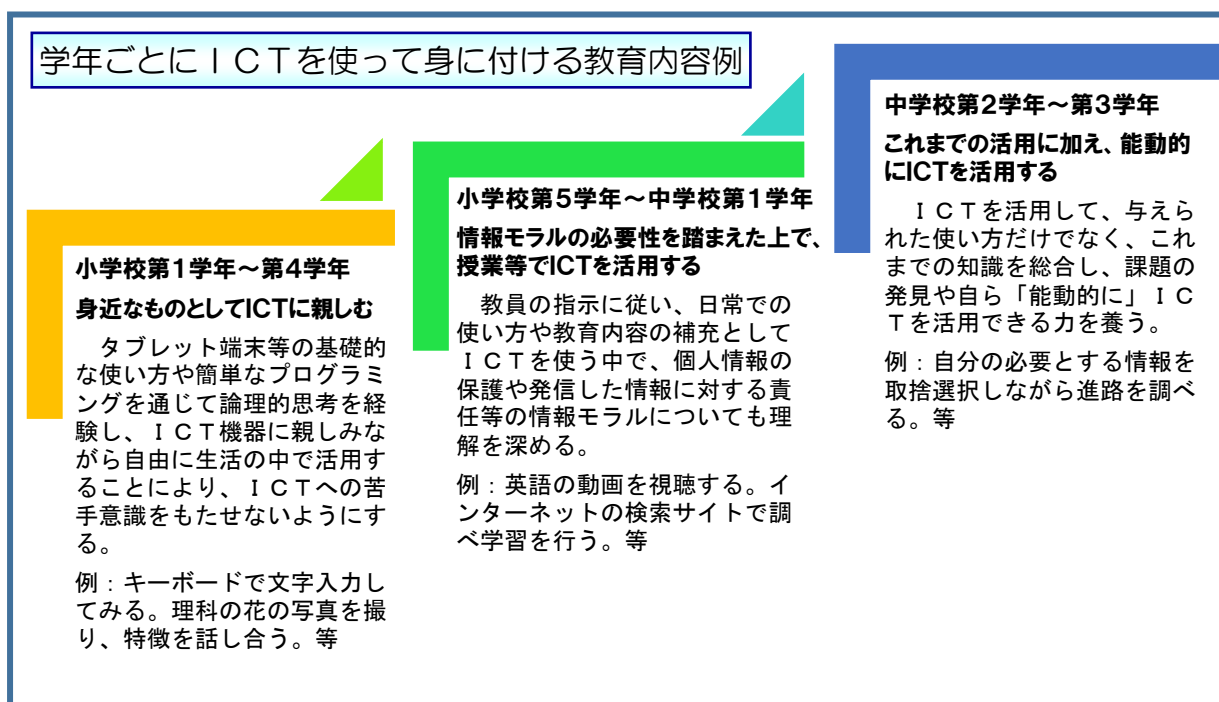 学年ごとにＩＣＴを使って身に付ける教育内容例
小学校第1学年～第4学年
身近なものとしてICTに親しむ
　タブレット端末等の基礎的
な使い方や簡単なプログラミ
ングを通じて論理的思考を経
験し、ＩＣＴ機器に親しみな
がら自由に生活の中で活用す
ることにより、ＩＣＴへの苦
手意識をもたせないようにす
る。
例：キーボードで文字入力し
てみる。理科の花の写真を撮
り、特徴を話し合う。等
小学校第5学年～中学校第1学年
情報モラルの必要性を踏まえた上で、
授業等でICTを活用する
　教員の指示に従い、日常での
使い方や教育内容の補充として
ＩＣＴを使う中で、個人情報の
保護や発信した情報に対する責
任等の情報モラルについても理
解を深める。
例：英語の動画を視聴する。イ
ンターネットの検索サイトで調
べ学習を行う。等
中学校第2学年～第3学年
これまでの活用に加え、能動的
にICTを活用する
　ＩＣＴを活用して、与えら
れた使い方だけでなく、これ
までの知識を総合し、課題の
発見や自ら「能動的に」ＩＣ
Ｔを活用できる力を養う。
例：自分の必要とする情報を
取捨選択しながら進路を調べ
る。等